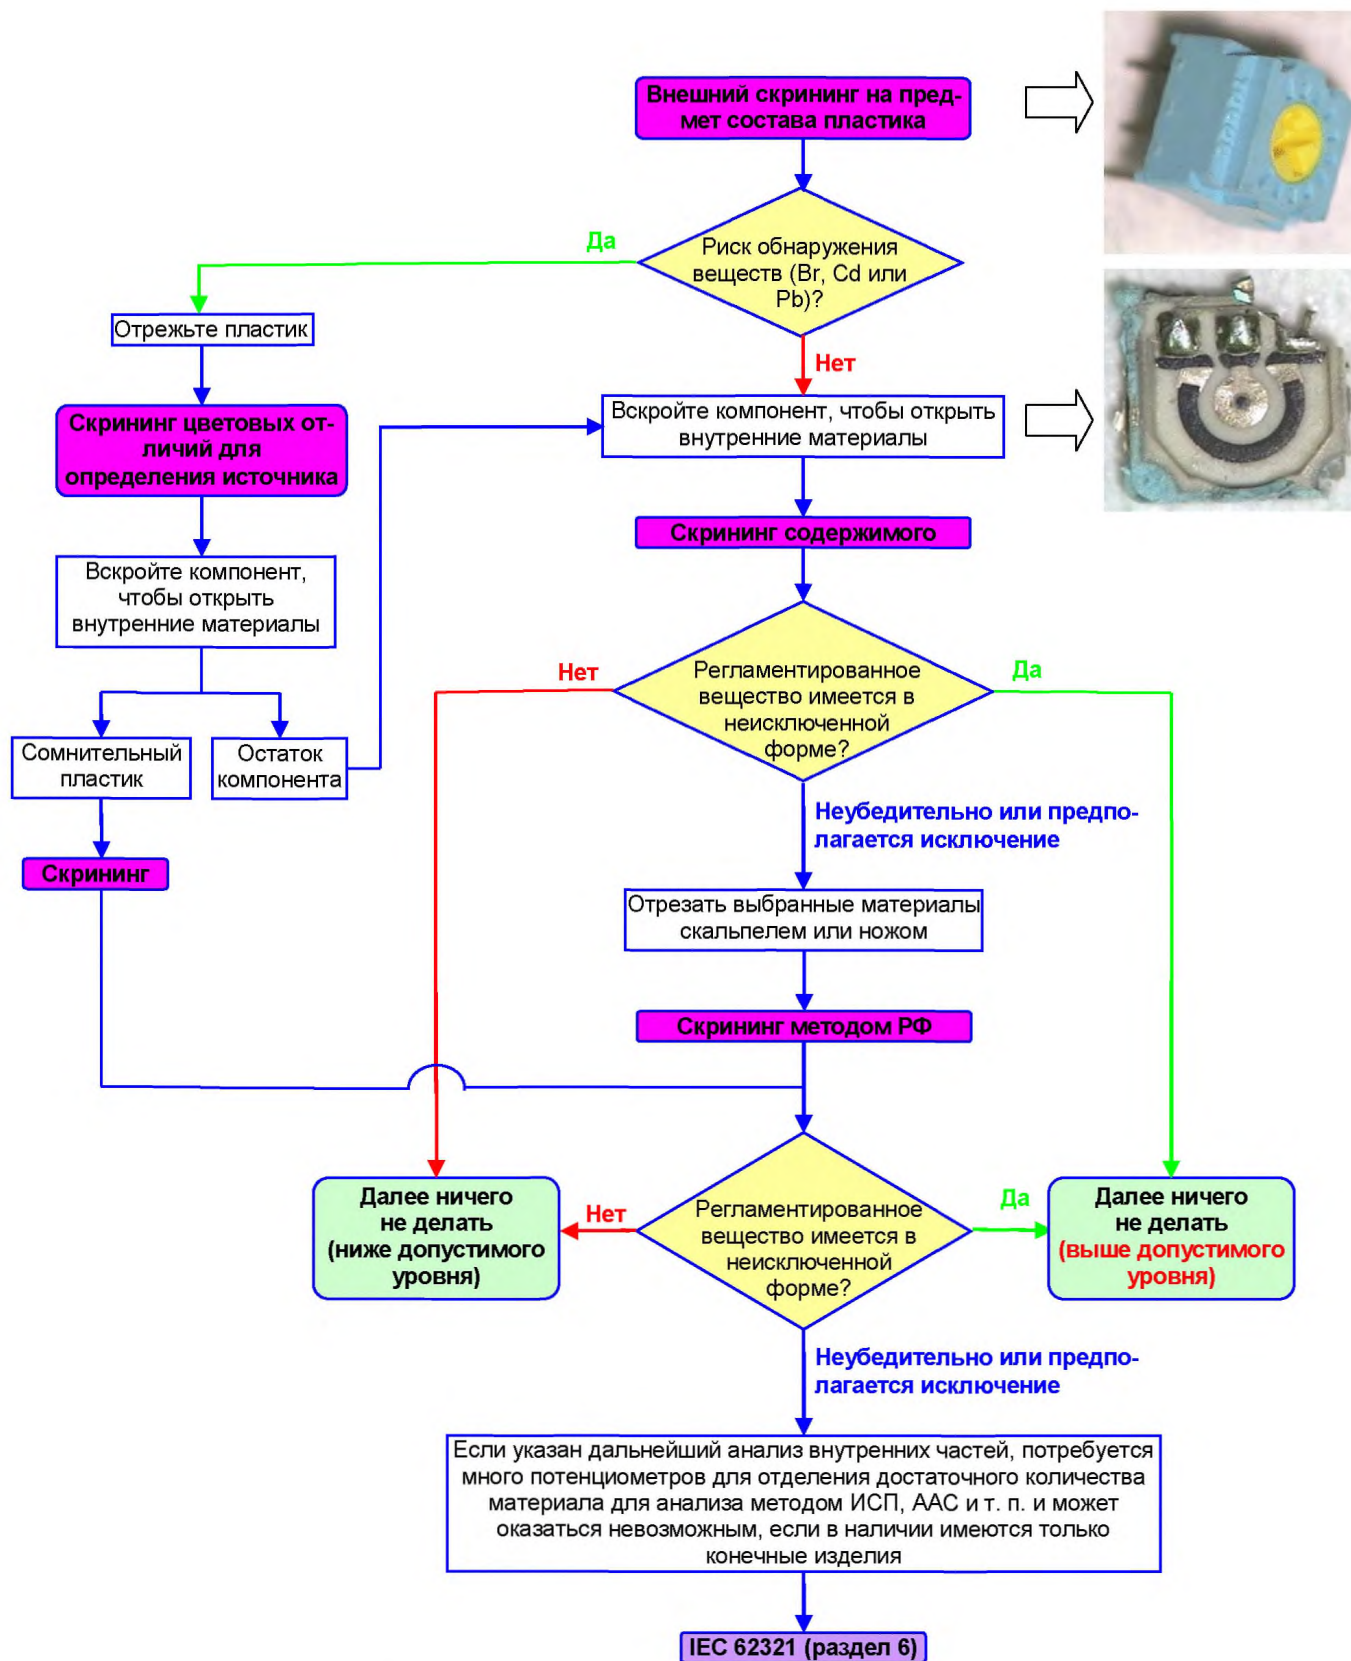 Внешний скрининг на пред-
мет состава пластика
Да
Риск обнаружения
веществ (Br, Cd или
Pb)?
Отрежьте пластик
Нет
Скрининг цветовых от-
личий для
определения источника
Вскройте компонент, чтобы открыть
внутренние материалы
Скрининг содержимого
Вскройте компонент,
чтобы открыть
внутренние материалы
Нет
Регламентированное
вещество имеется в
неисключенной
форме?
Да
Сомнительный
пластик
Остаток
компонента
Неубедительно или предпо-
лагается исключение
Скрининг
Отрезать выбранные материалы
скальпелем или ножом
Скрининг методом РФ
Далее ничего
не делать
(ниже допустимого
уровня)
Нет
Регламентированное
вещество имеется в
неисключенной
форме?
Да
Далее ничего
не делать
(выше допустимого
уровня)
Неубедительно или предпо-
лагается исключение
Если указан дальнейший анализ внутренних частей, потребуется
много потенциометров для отделения достаточного количества
материала для анализа методом ИСП, ААС и т. п. и может
оказаться невозможным, если в наличии имеются только
конечные изделия
IEC 62321 (раздел 6)